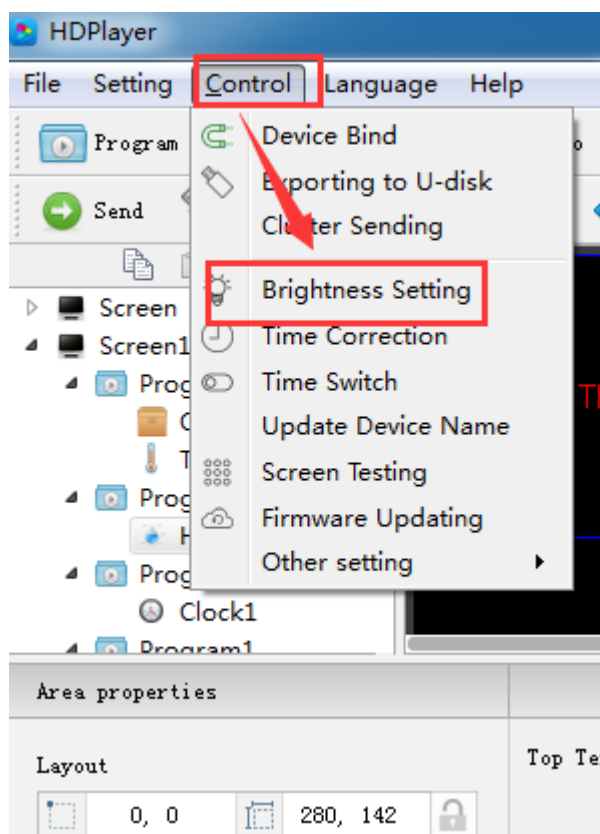 HDPlayer
File Setting Control Language Help
Program
Send
Device Bind
Exporting to U-disk
Cluster Sending
Brightness Setting
Time Correction
Time Switch
Update Device Name
Screen Testing
Firmware Updating
Other setting
Screen
Screen1
Clock1
Program1
Area properties
Layout
0, 0
280, 142